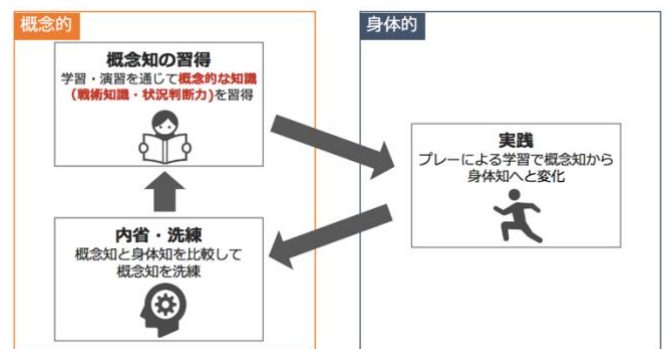 概念的
概念知の習得
学習・演習を通じて概念的な知識
（戦術知識・状況判断力)を習得
内省・洗練
概念知と身体知を比較して
概念知を洗練
身体的
実践
プレーによる学習で概念知から
身体知へと変化